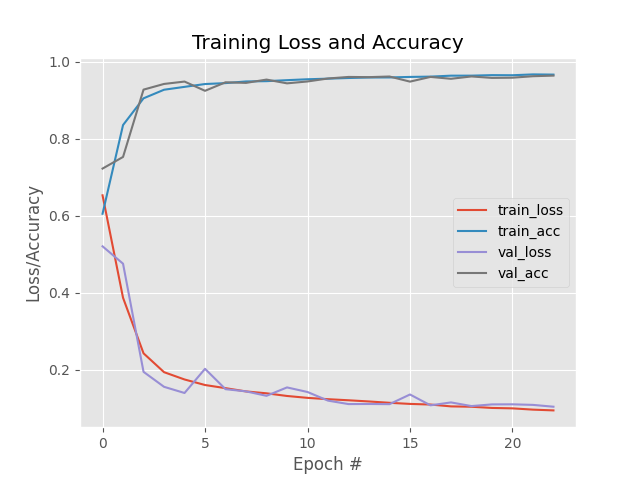 Training Loss and Accuracy
Loss/Accuracy
1.0
0.8
0.6
0.4
0.2
train_loss
train_acc
val_loss
val_acc
0 5 10 15 20
Epoch #